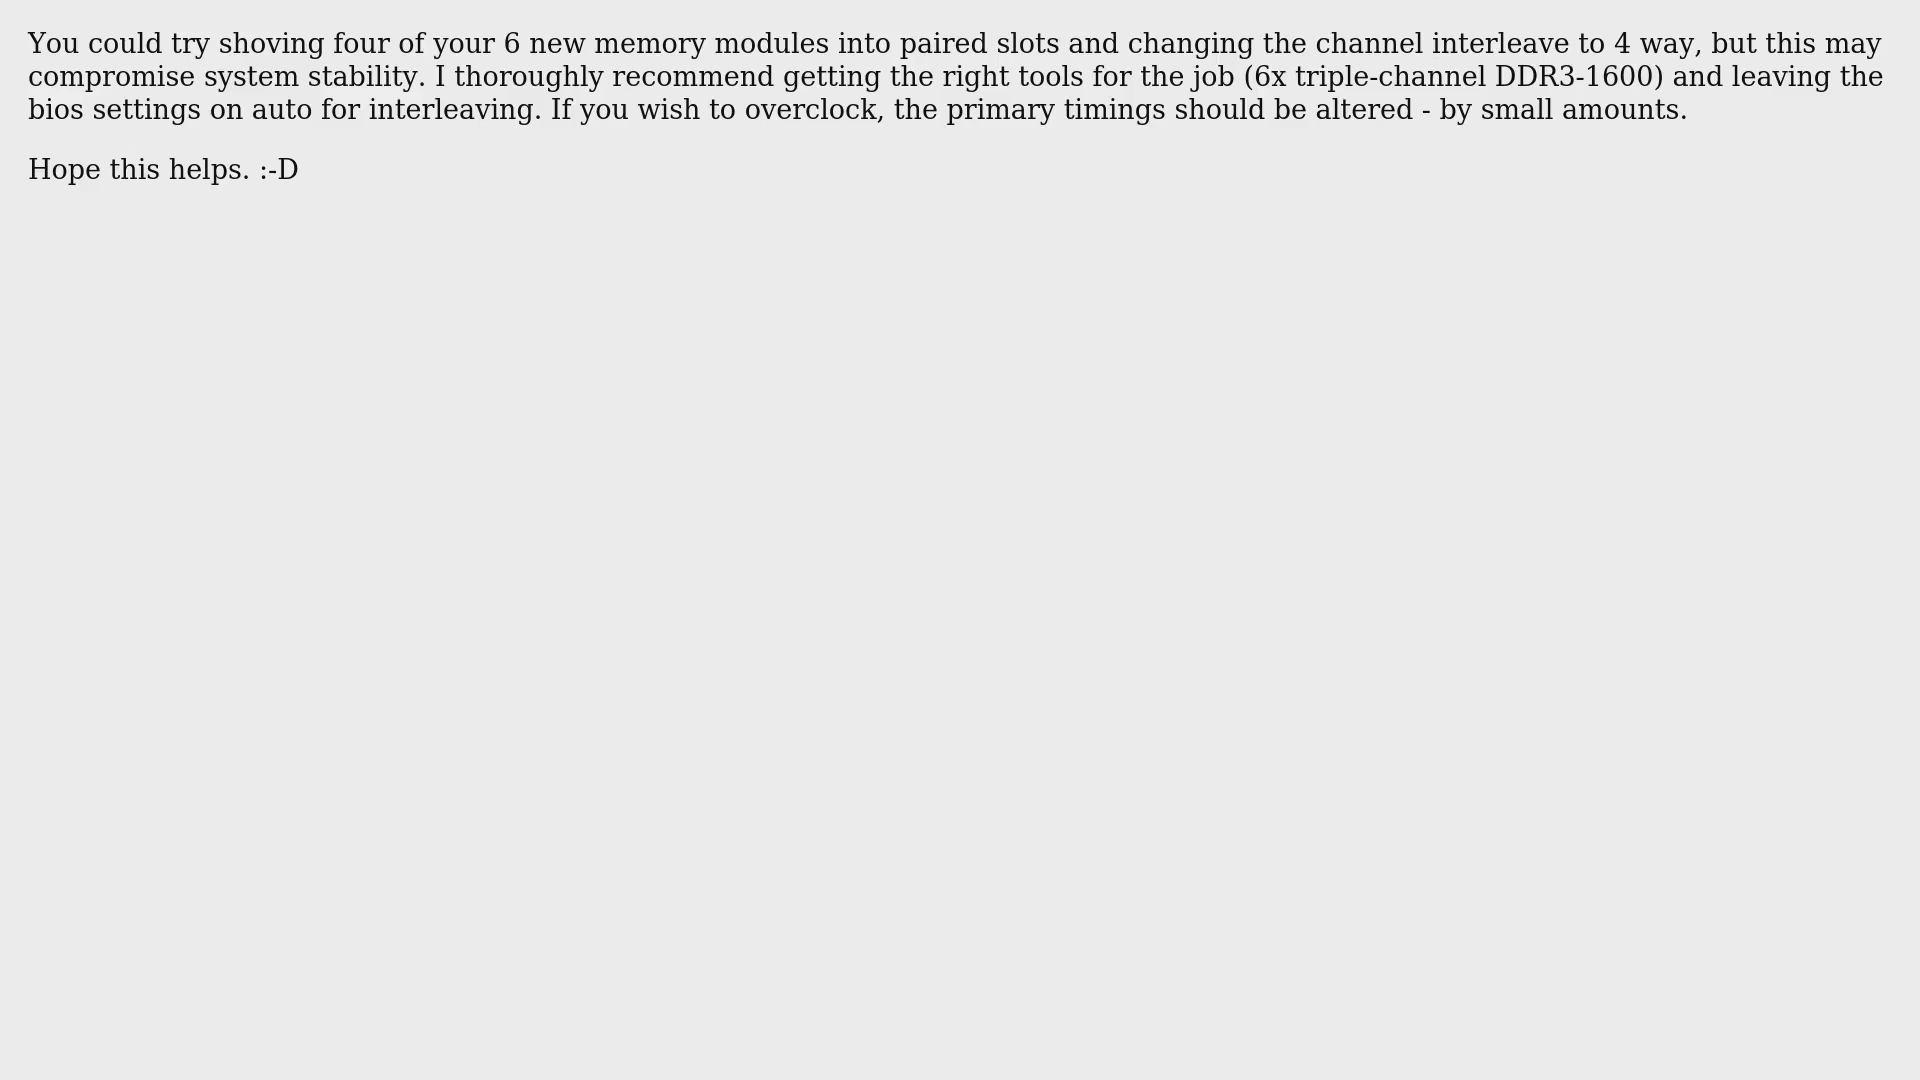 You could try shoving four of your 6 new memory modules into paired slots and changing the channel interleave to 4 way, but this may
compromise system stability. I thoroughly recommend getting the right tools for the job (6x triple-channel DDR3-1600) and leaving the
bios settings on auto for interleaving. If you wish to overclock, the primary timings should be altered - by small amounts.
Hope this helps. :-D